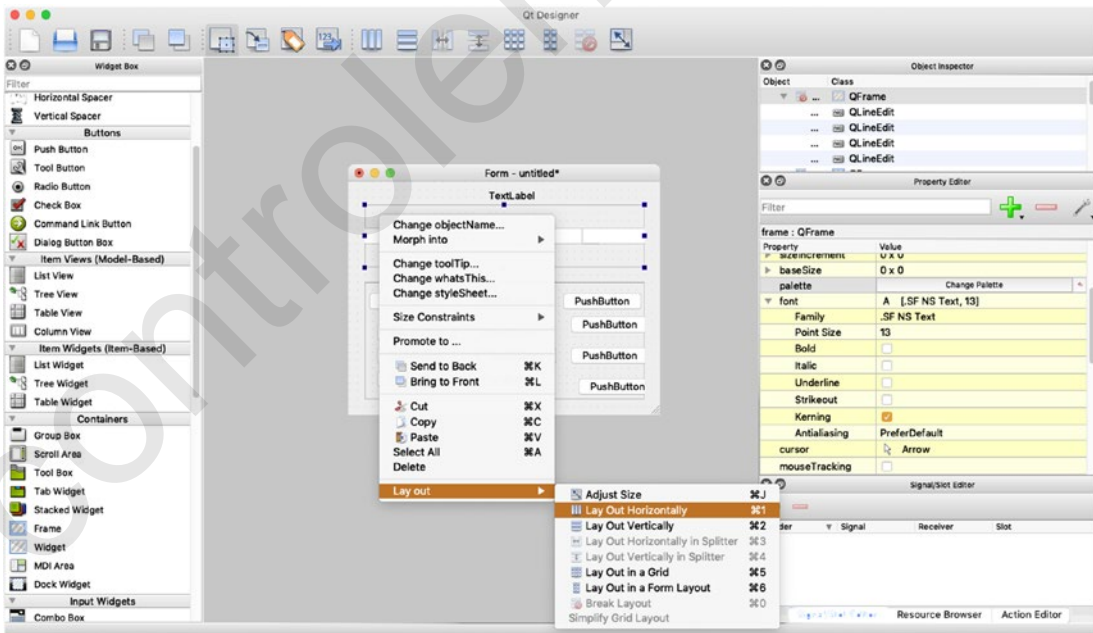 Qt Designer
123
Widget Box
Filter
Horizontal Spacer
Vertical Spacer
Buttons
Push Button
Tool Button
Radio Button
Check Box
Command Link Button
Dialog Button Box
Item Views (Model-Based)
List View
Tree View
Table View
Column View
Item Widgets (Item-Based)
List Widget
Tree Widget
Table Widget
Containers
Group Box
Scroll Area
Tool Box
Tab Widget
Stacked Widget
Frame
Widget
MDI Area
Dock Widget
Input Widgets
Combo Box
Form - untitled*
TextLabel
PushButton
PushButton
PushButton
PushButton
Change objectName...
Morph into
Change toolTip...
Change whatsThis...
Change styleSheet...
Size Constraints
Promote to ...
Send to Back ⌘K
Bring to Front ⌘L
Cut ⌘X
Copy ⌘C
Paste ⌘V
Select All ⌘A
Delete
Lay out
Adjust Size ⌘J
Lay Out Horizontally ⌘1
Lay Out Vertically ⌘2
Lay Out Horizontally in Splitter ⌘3
Lay Out Vertically in Splitter ⌘4
Lay Out in a Grid ⌘5
Lay Out in a Form Layout ⌘6
Break Layout ⌘0
Simplify Grid Layout
Object Inspector
Object Class
... QFrame
... QLineEdit
... QLineEdit
... QLineEdit
... QLineEdit
Property Editor
Filter
frame : QFrame
Property Value
sizeIncrement 0 x 0
baseSize 0 x 0
palette Change Palette
font A [.SF NS Text, 13]
Family .SF NS Text
Point Size 13
Bold
Italic
Underline
Strikeout
Kerning
Antialiasing PreferDefault
cursor Arrow
mouseTracking
Signal/Slot Editor
der Signal Receiver Slot
Resource Browser Action Editor